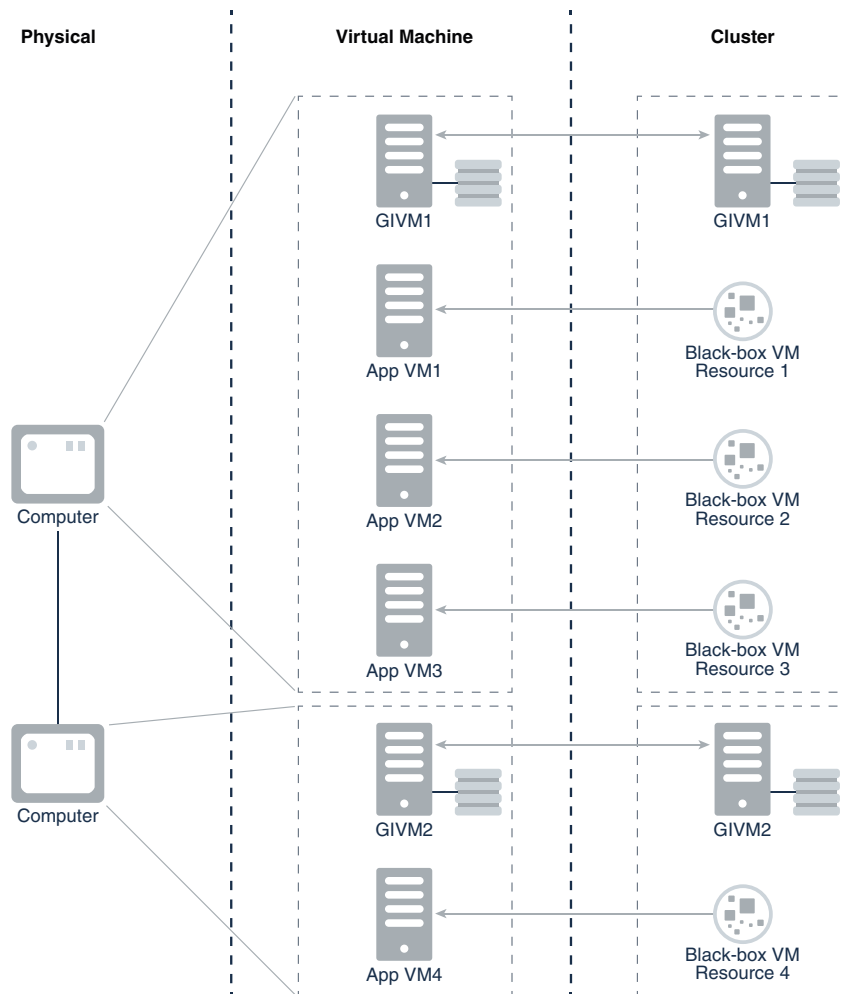 Physical
Virtual Machine
Cluster
GIVM1
GIVM1
App VM1
Black-box VM
Resource 1
App VM2
Black-box VM
Resource 2
Computer
App VM3
Black-box VM
Resource 3
Computer
GIVM2
GIVM2
App VM4
Black-box VM
Resource 4